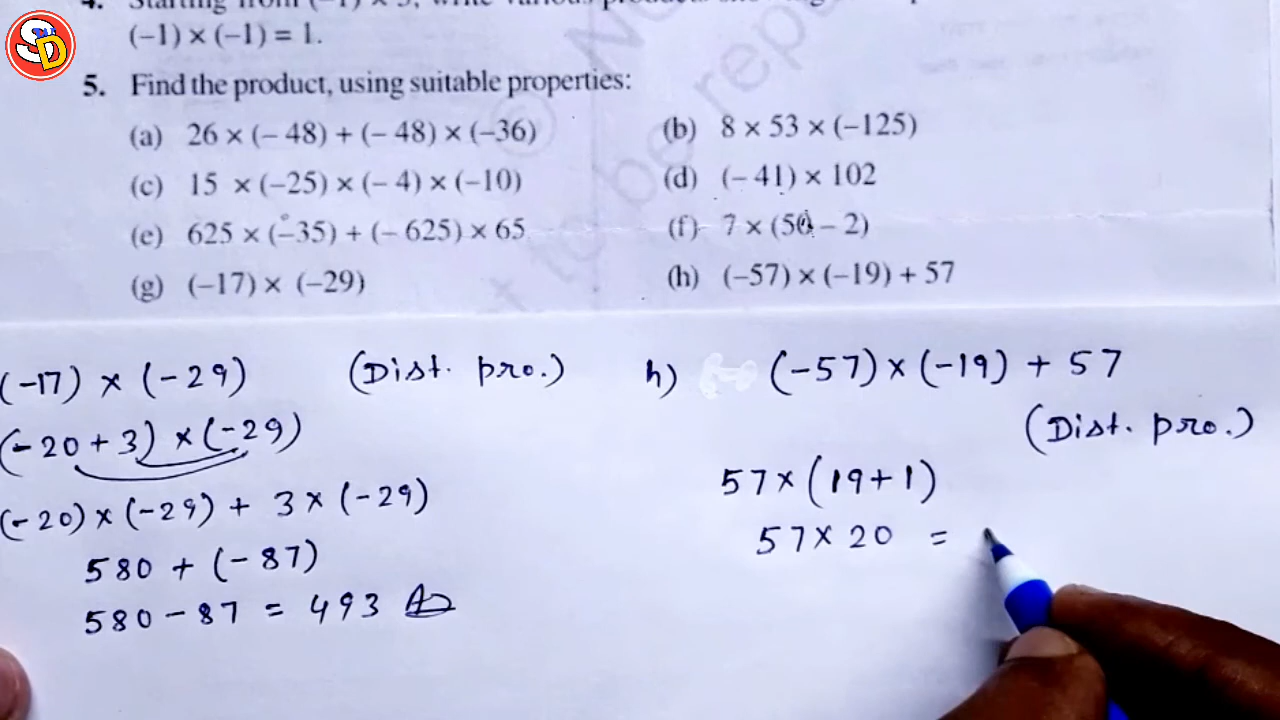 SD
(−1) × (−1) = 1.
5. Find the product, using suitable properties:
(a) 26 × (− 48) + (− 48) × (−36)
(b) 8 × 53 × (−125)
(c) 15 × (−25) × (− 4) × (−10)
(d) (− 41) × 102
(e) 625 × (−35) + (− 625) × 65
(f) 7 × (50 − 2)
(g) (−17) × (−29)
(h) (−57) × (−19) + 57
(-17) × (-29) (Dist. pro.)
(-20+3) × (-29)
(-20) × (-29) + 3 × (-29)
580 + (-87)
580 - 87 = 493
h) (-57) × (-19) + 57
(Dist. pro.)
57 × (19+1)
57 × 20 =